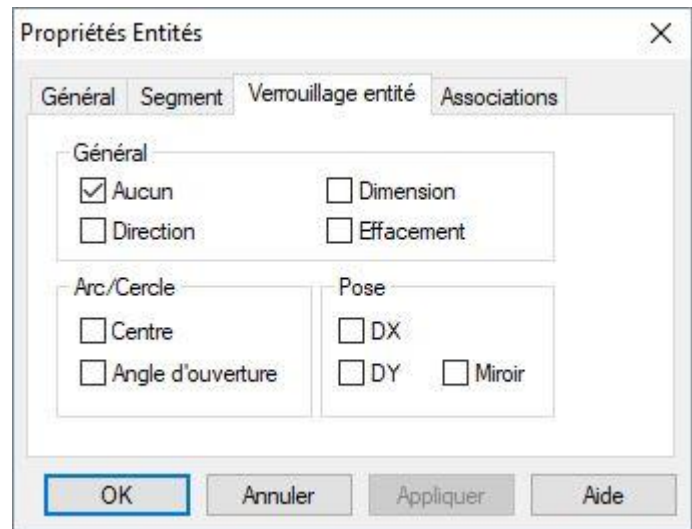 Propriétés Entités
Général Segment Verrouillage entité Associations
Général
Aucun Dimension
Direction Effacement
Arc/Cercle Pose
Centre DX
Angle d'ouverture DY Miroir
OK Annuler Appliquer Aide